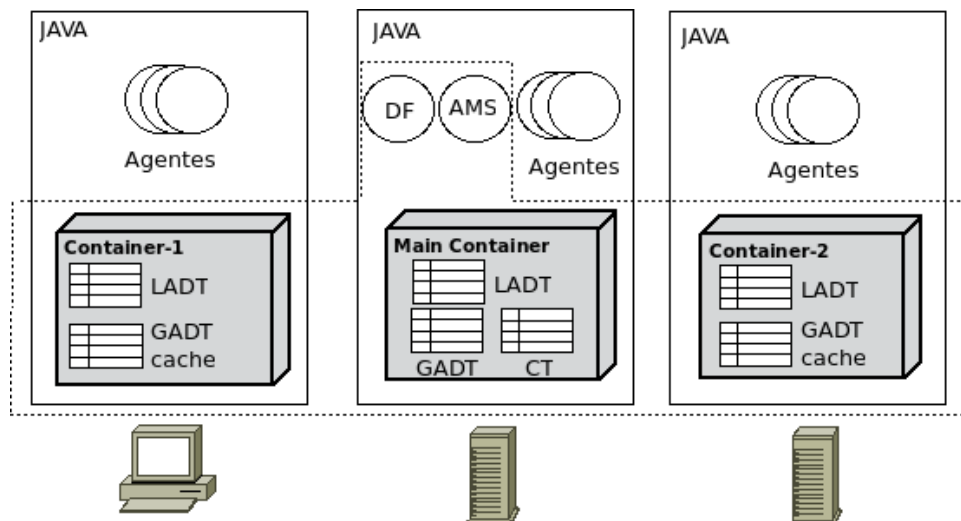 JAVA
Agentes
Container-1
LADT
GADT
cache
JAVA
DF
AMS
Agentes
Main Container
LADT
GADT
CT
JAVA
Agentes
Container-2
LADT
GADT
cache